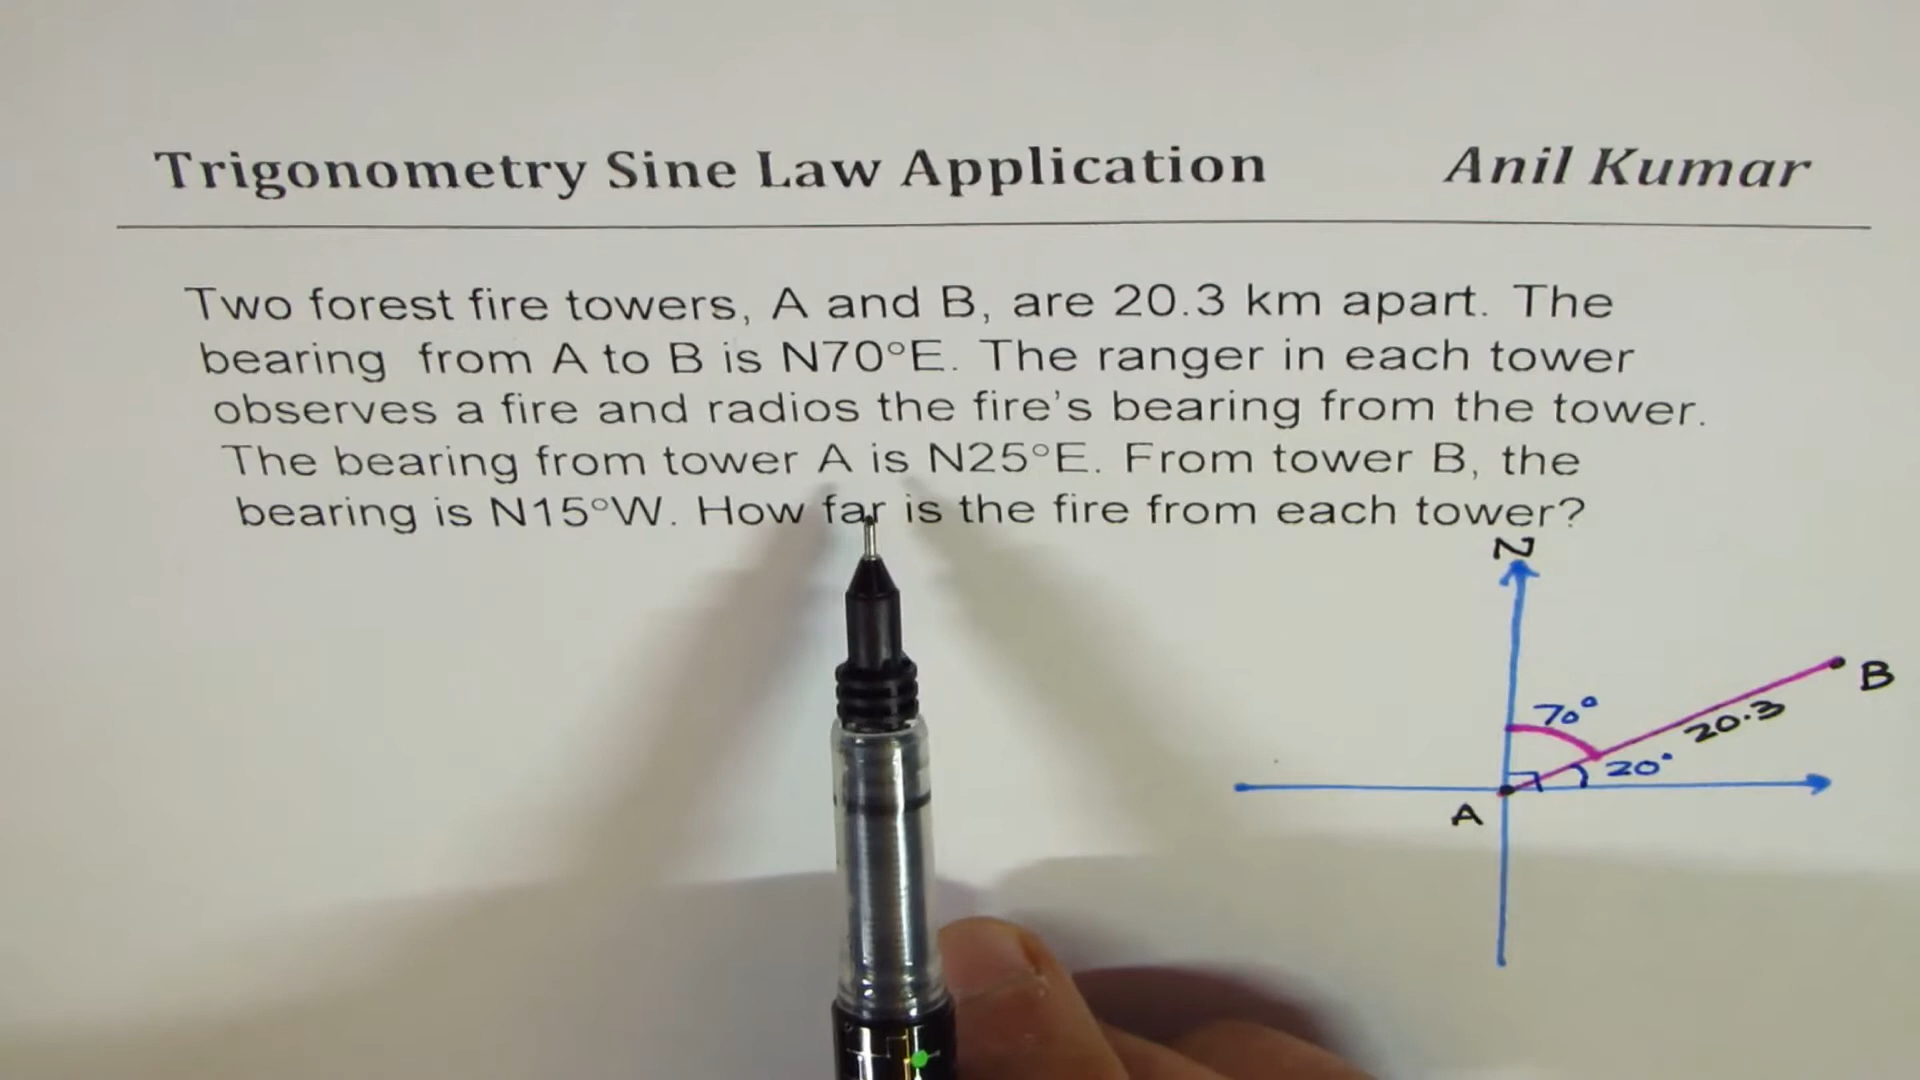 Trigonometry Sine Law Application Anil Kumar
Two forest fire towers, A and B, are 20.3 km apart. The
bearing from A to B is N70°E. The ranger in each tower
observes a fire and radios the fire's bearing from the tower.
The bearing from tower A is N25°E. From tower B, the
bearing is N15°W. How far is the fire from each tower?
N
B
70°
20.3
20°
A